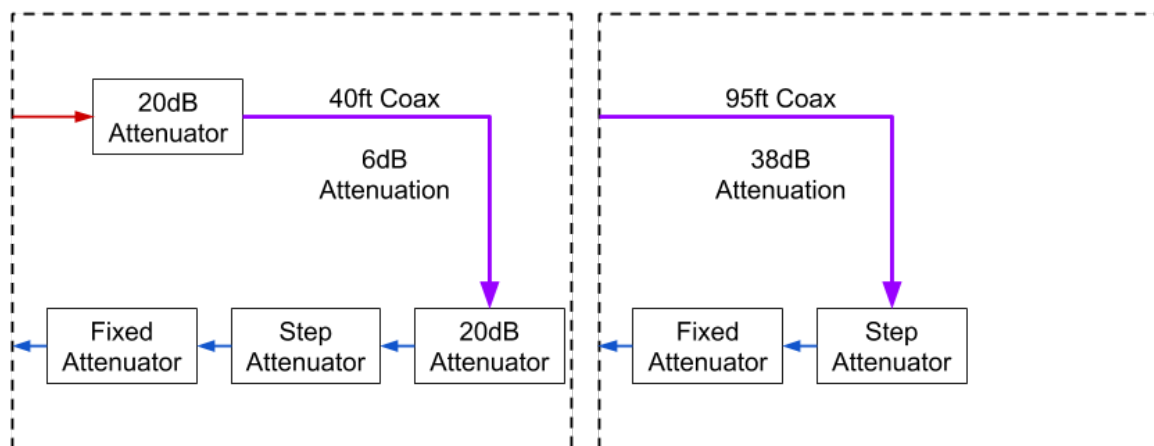 20dB
Attenuator
40ft Coax
6dB
Attenuation
Fixed
Attenuator
Step
Attenuator
20dB
Attenuator
95ft Coax
38dB
Attenuation
Fixed
Attenuator
Step
Attenuator